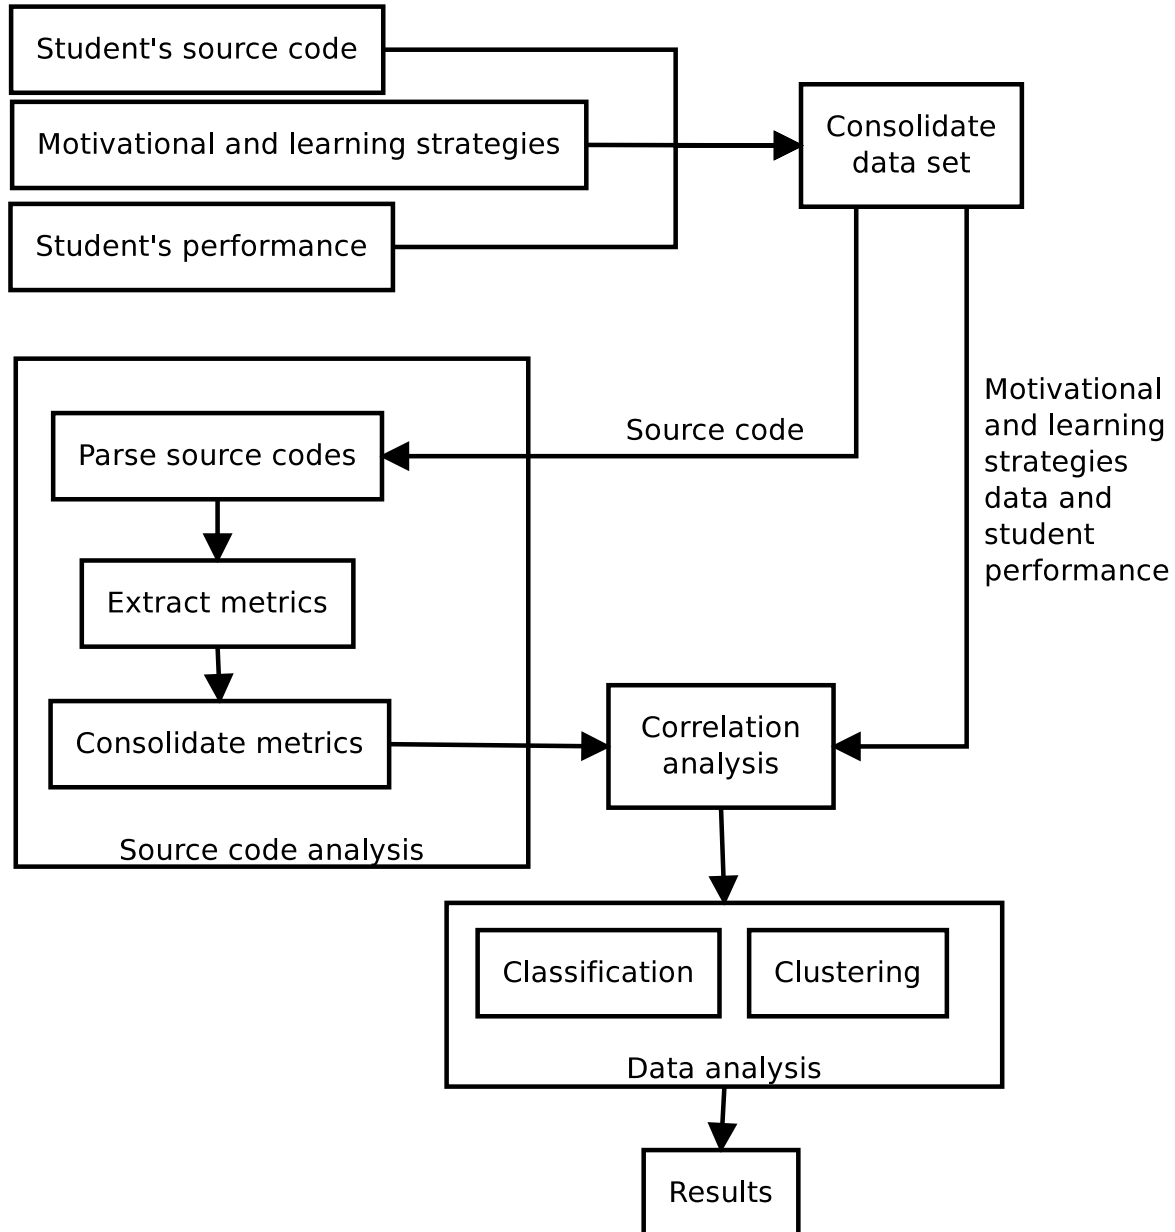 Student's source code
Motivational and learning strategies
Student's performance
Consolidate
data set
Source code
Motivational
and learning
strategies
data and
student
performance
Parse source codes
Extract metrics
Consolidate metrics
Source code analysis
Correlation
analysis
Classification
Clustering
Data analysis
Results